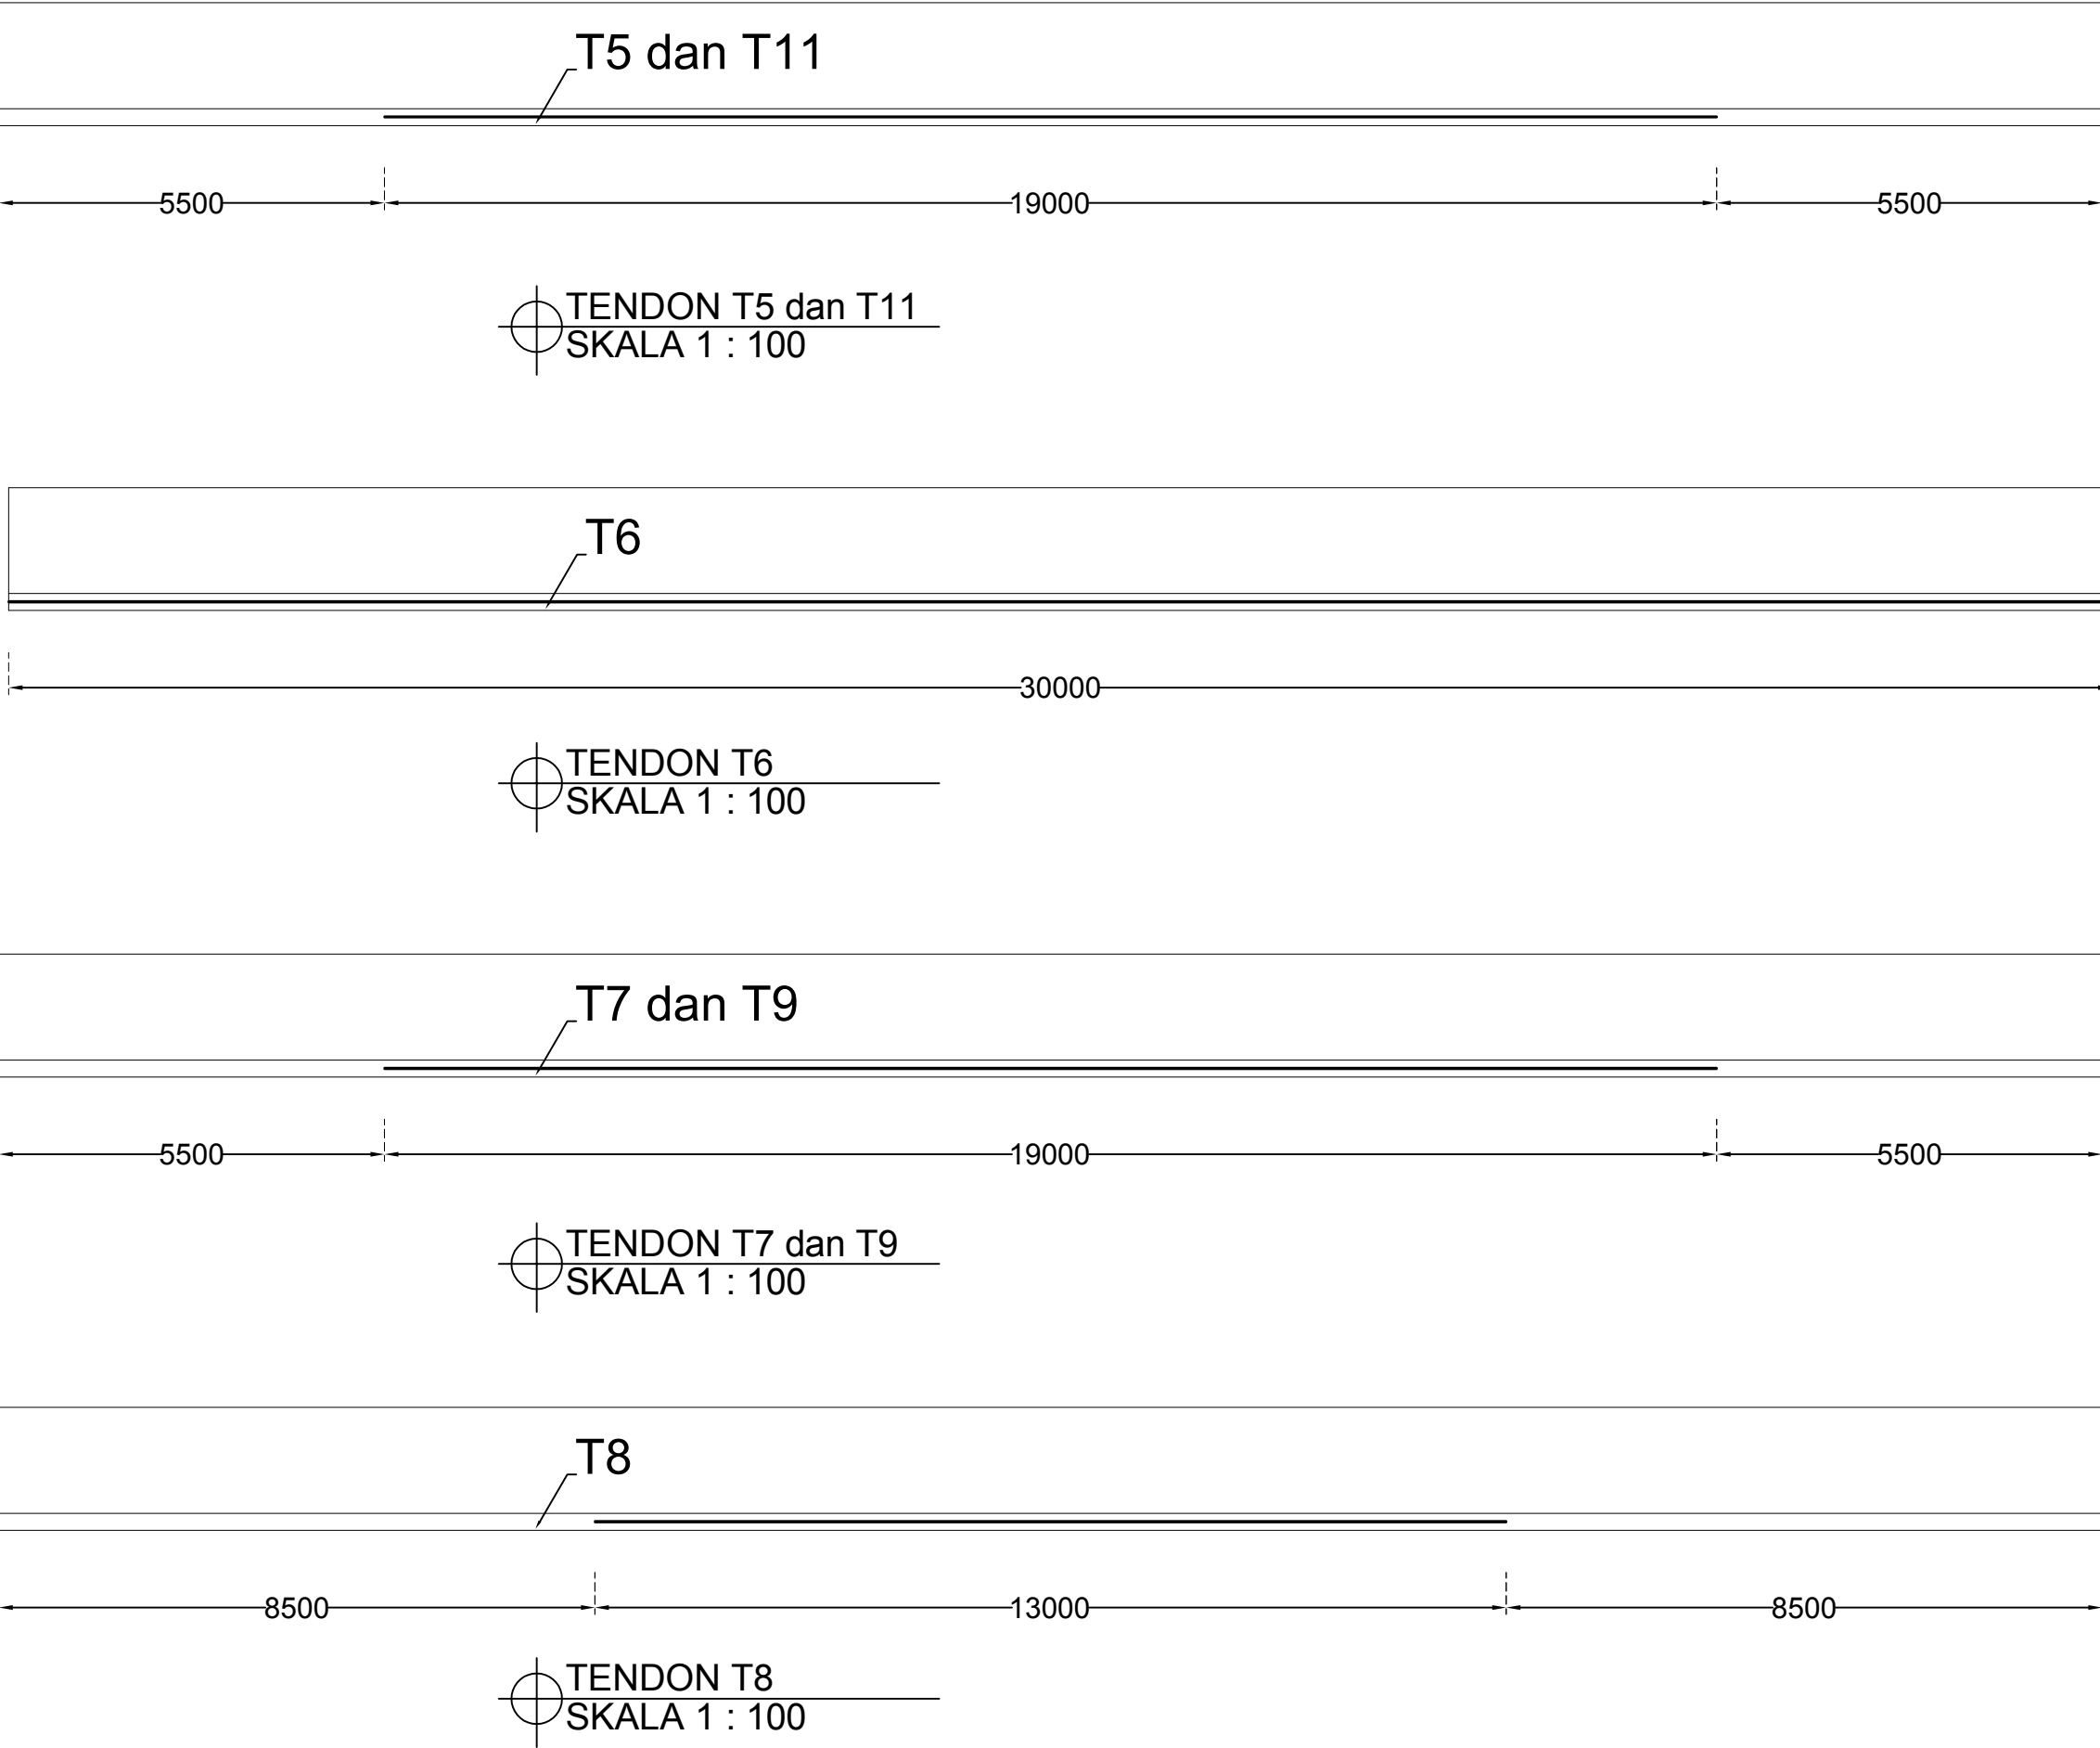 T5 dan T11
5500 19000 5500
TENDON T5 dan T11
SKALA 1 : 100
T6
30000
TENDON T6
SKALA 1 : 100
T7 dan T9
5500 19000 5500
TENDON T7 dan T9
SKALA 1 : 100
T8
8500 13000 8500
TENDON T8
SKALA 1 : 100